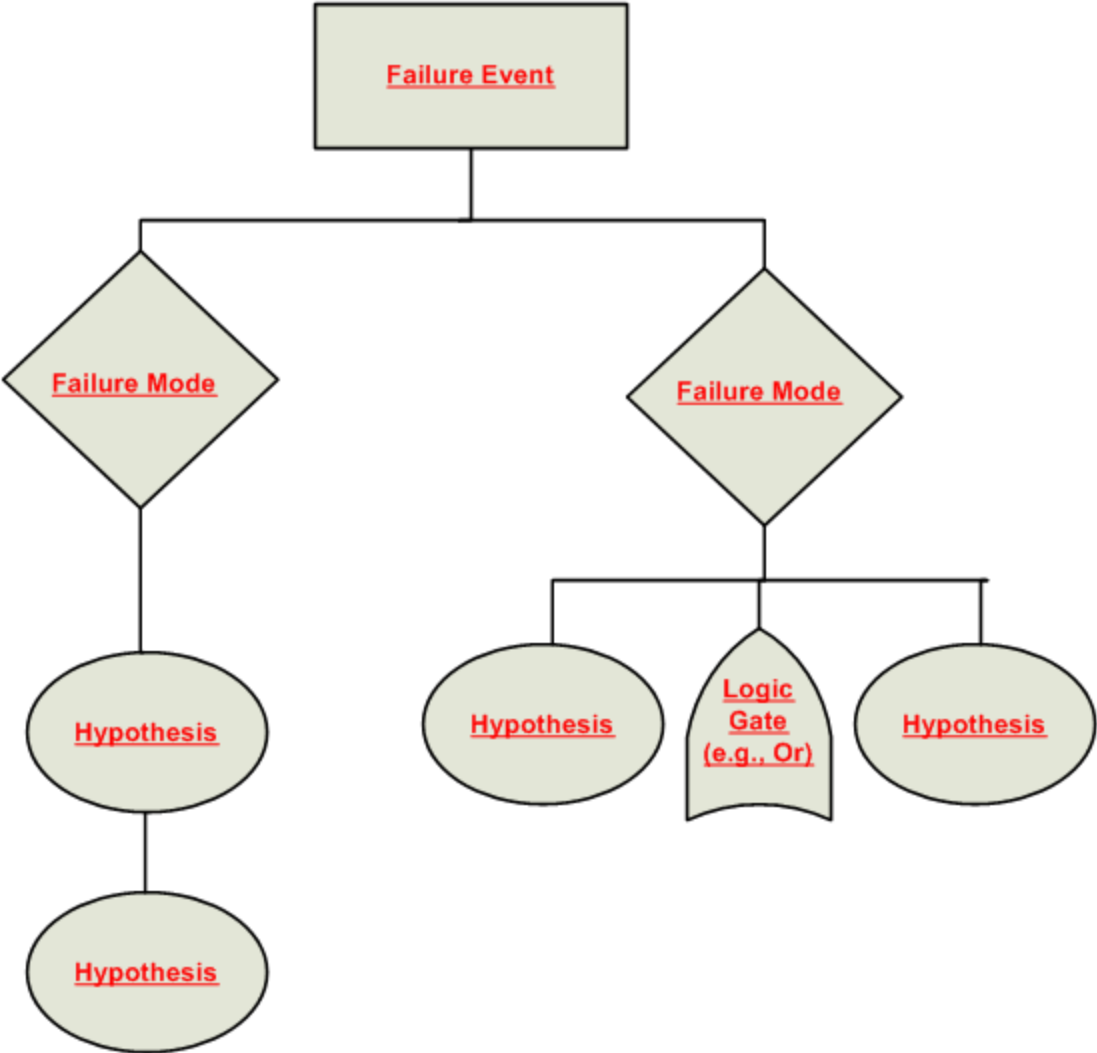 Failure Event
Failure Mode
Failure Mode
Hypothesis
Hypothesis
Logic
Gate
(e.g., Or)
Hypothesis
Hypothesis